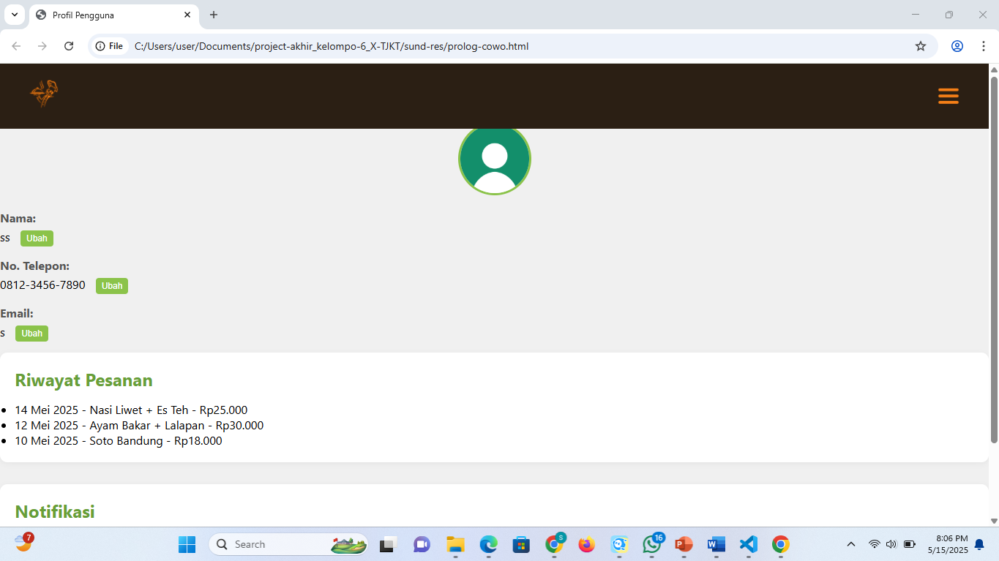 Profil Pengguna
File
C:/Users/user/Documents/project-akhir_kelompo-6_X-TJKT/sund-res/prolog-cowo.html
Nama:
ss Ubah
No. Telepon:
0812-3456-7890 Ubah
Email:
s Ubah
Riwayat Pesanan
14 Mei 2025 - Nasi Liwet + Es Teh - Rp25.000
12 Mei 2025 - Ayam Bakar + Lalapan - Rp30.000
10 Mei 2025 - Soto Bandung - Rp18.000
Notifikasi
7
Search
S
16
P
W
8:06 PM
5/15/2025